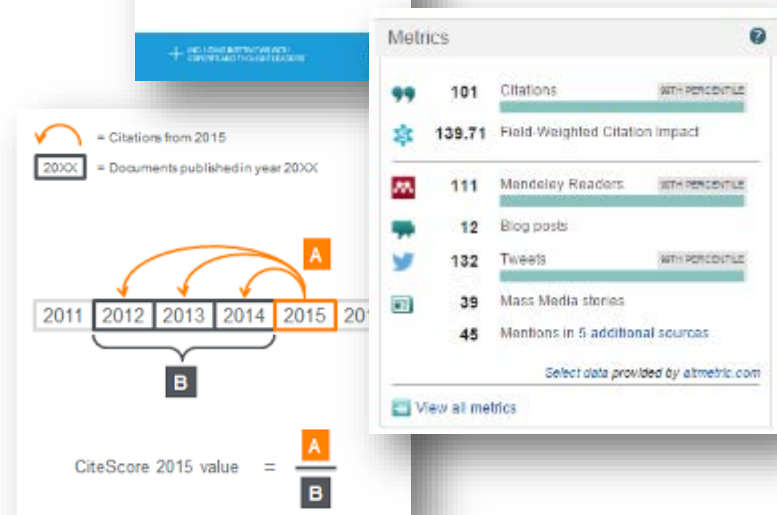 Metrics
?
101 Citations
139.71 Field-Weighted Citation Impact
111 Mendeley Readers
12 Blog posts
132 Tweets
39 Mass Media stories
45 Mentions in 5 additional sources
Select data provided by altmetric.com
View all metrics
= Citations from 2015
20XX = Documents published in year 20XX
A
2011 2012 2013 2014 2015
B
CiteScore 2015 value = A
B